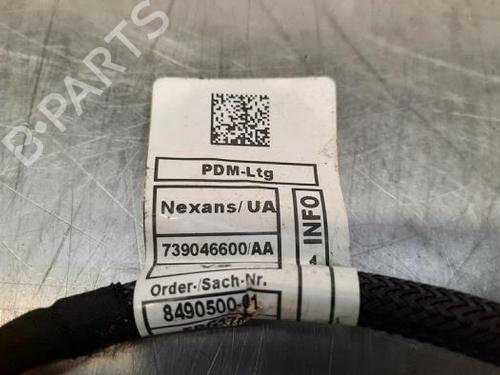 B-PARTS
PDM-Ltg
Nexans/UA
739046600/AA
INFO
Order-/Sach-Nr.
8490500-01